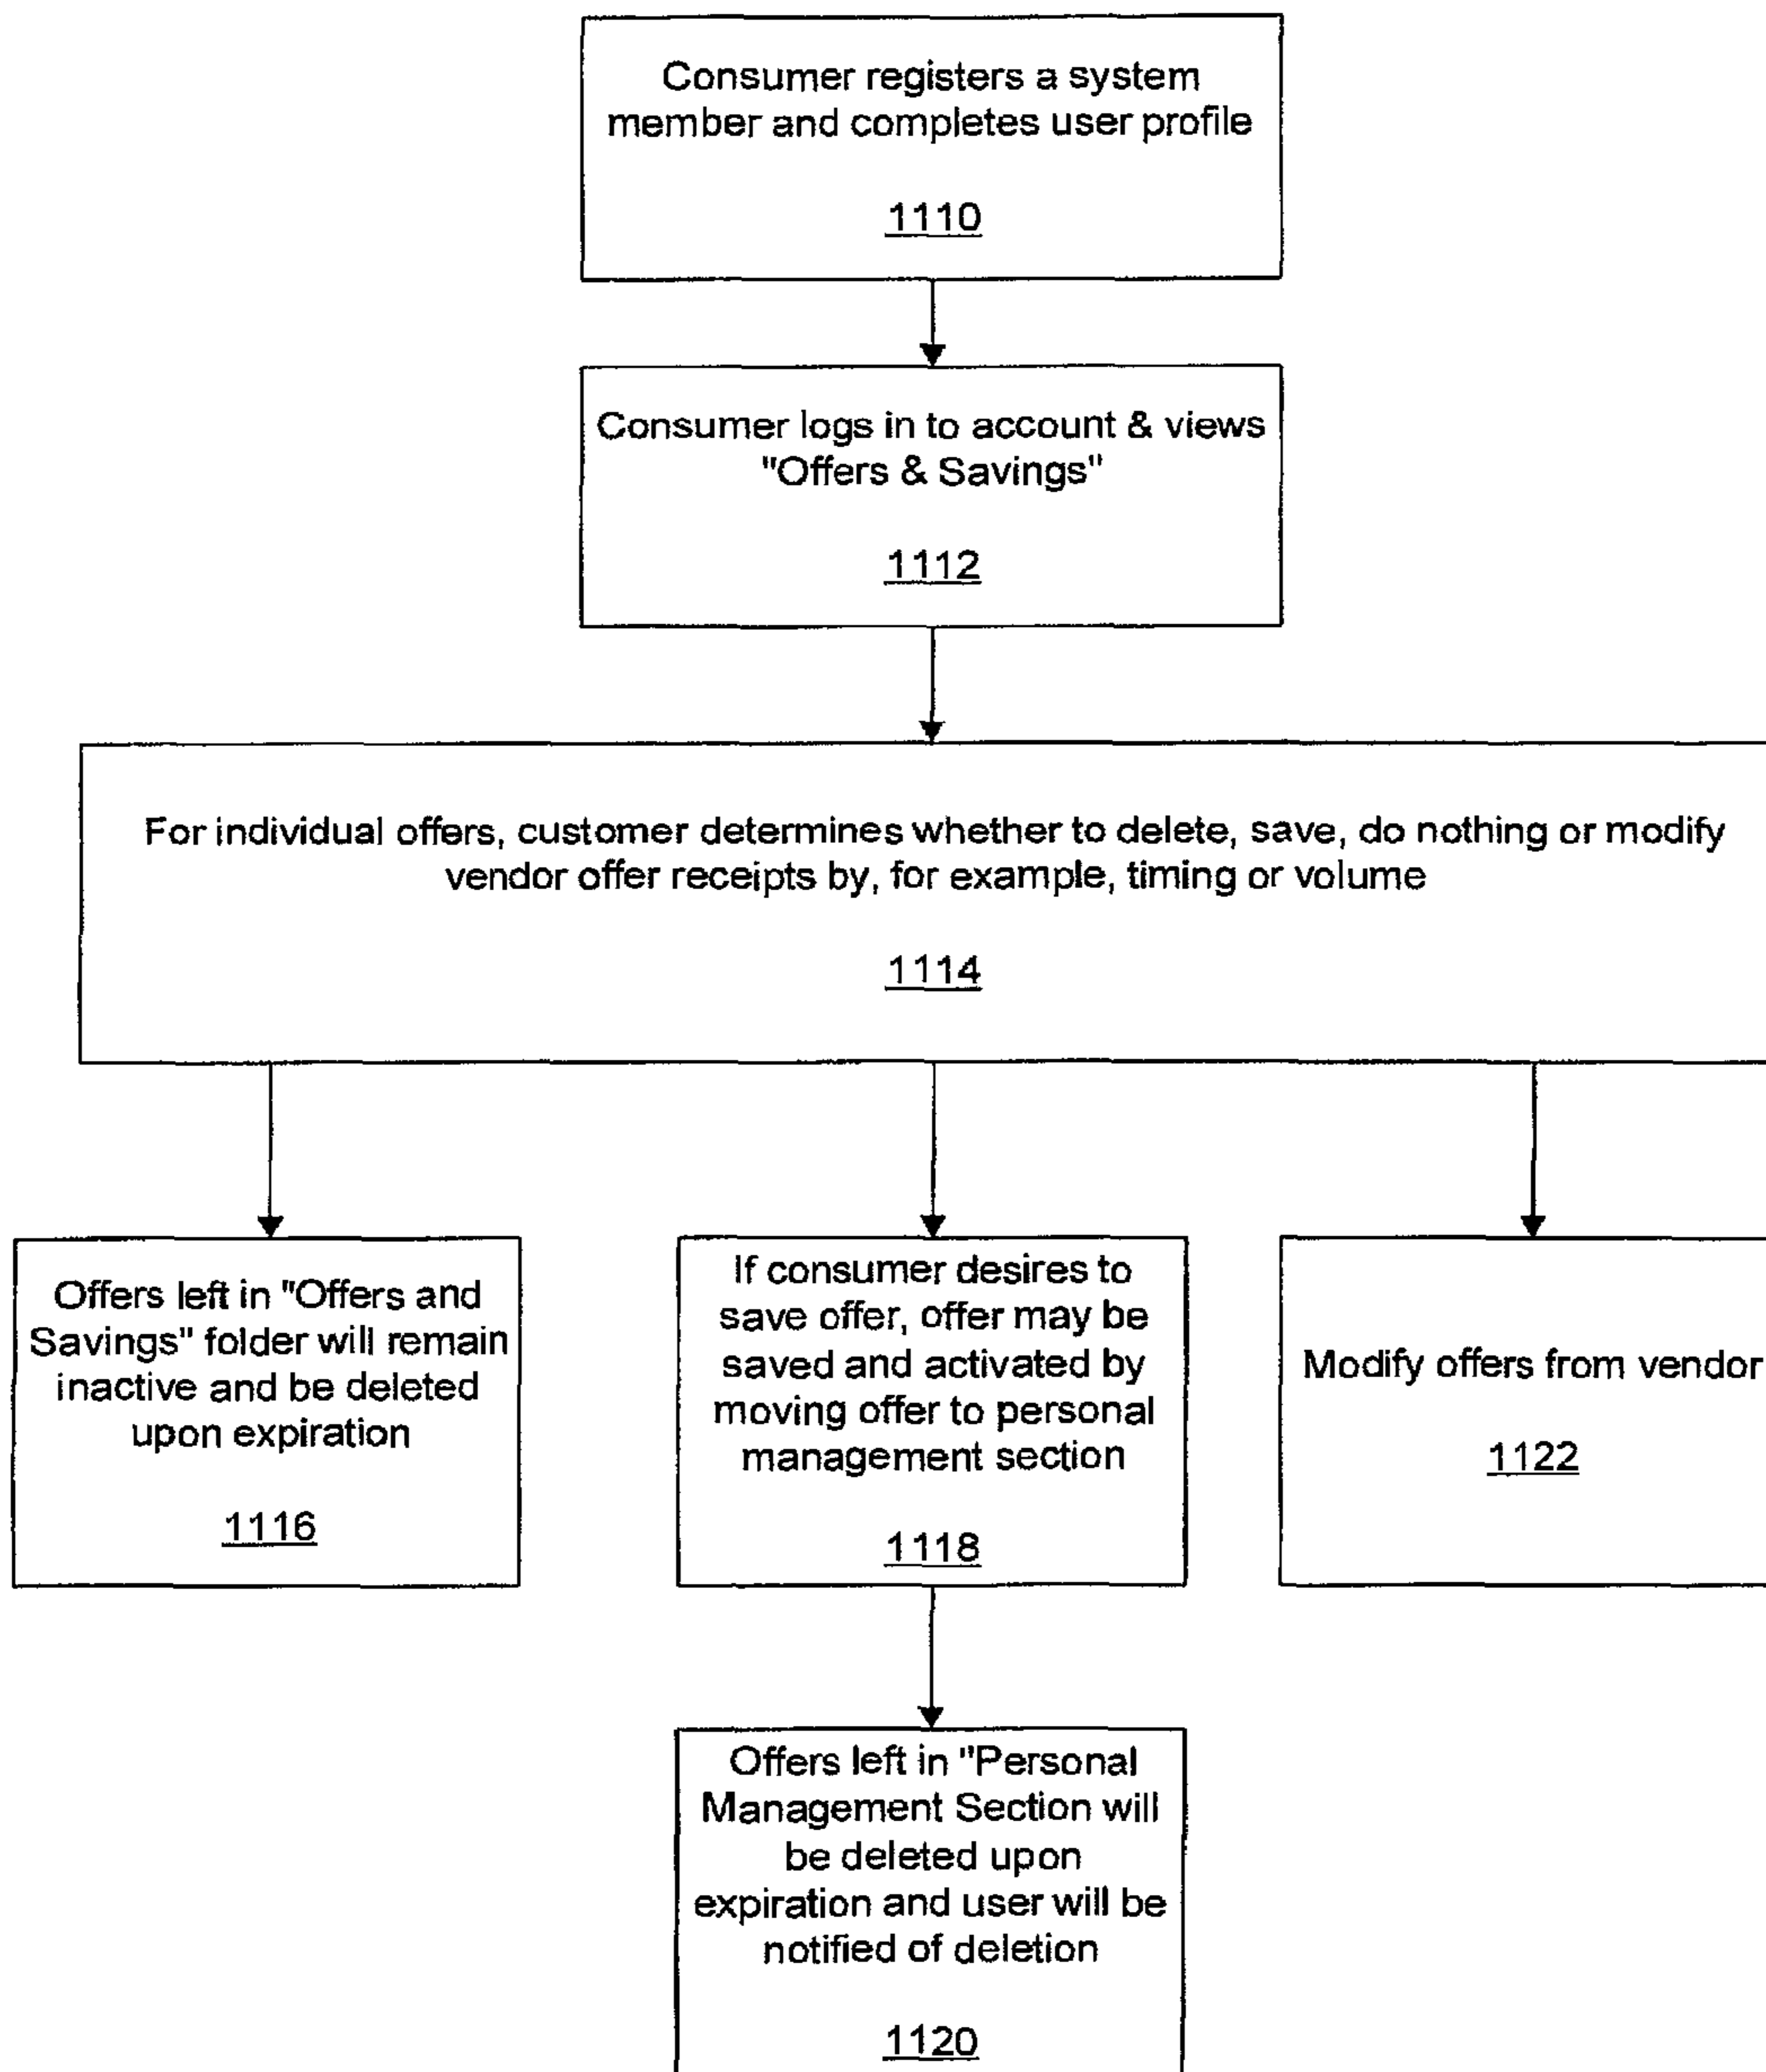 Consumer registers a system
member and completes user profile
1110
Consumer logs in to account & views
"Offers & Savings"
1112
For individual offers, customer determines whether to delete, save, do nothing or modify
vendor offer receipts by, for example, timing or volume
1114
Offers left in "Offers and
Savings" folder will remain
inactive and be deleted
upon expiration
1116
If consumer desires to
save offer, offer may be
saved and activated by
moving offer to personal
management section
1118
Modify offers from vendor
1122
Offers left in "Personal
Management Section will
be deleted upon
expiration and user will be
notified of deletion
1120